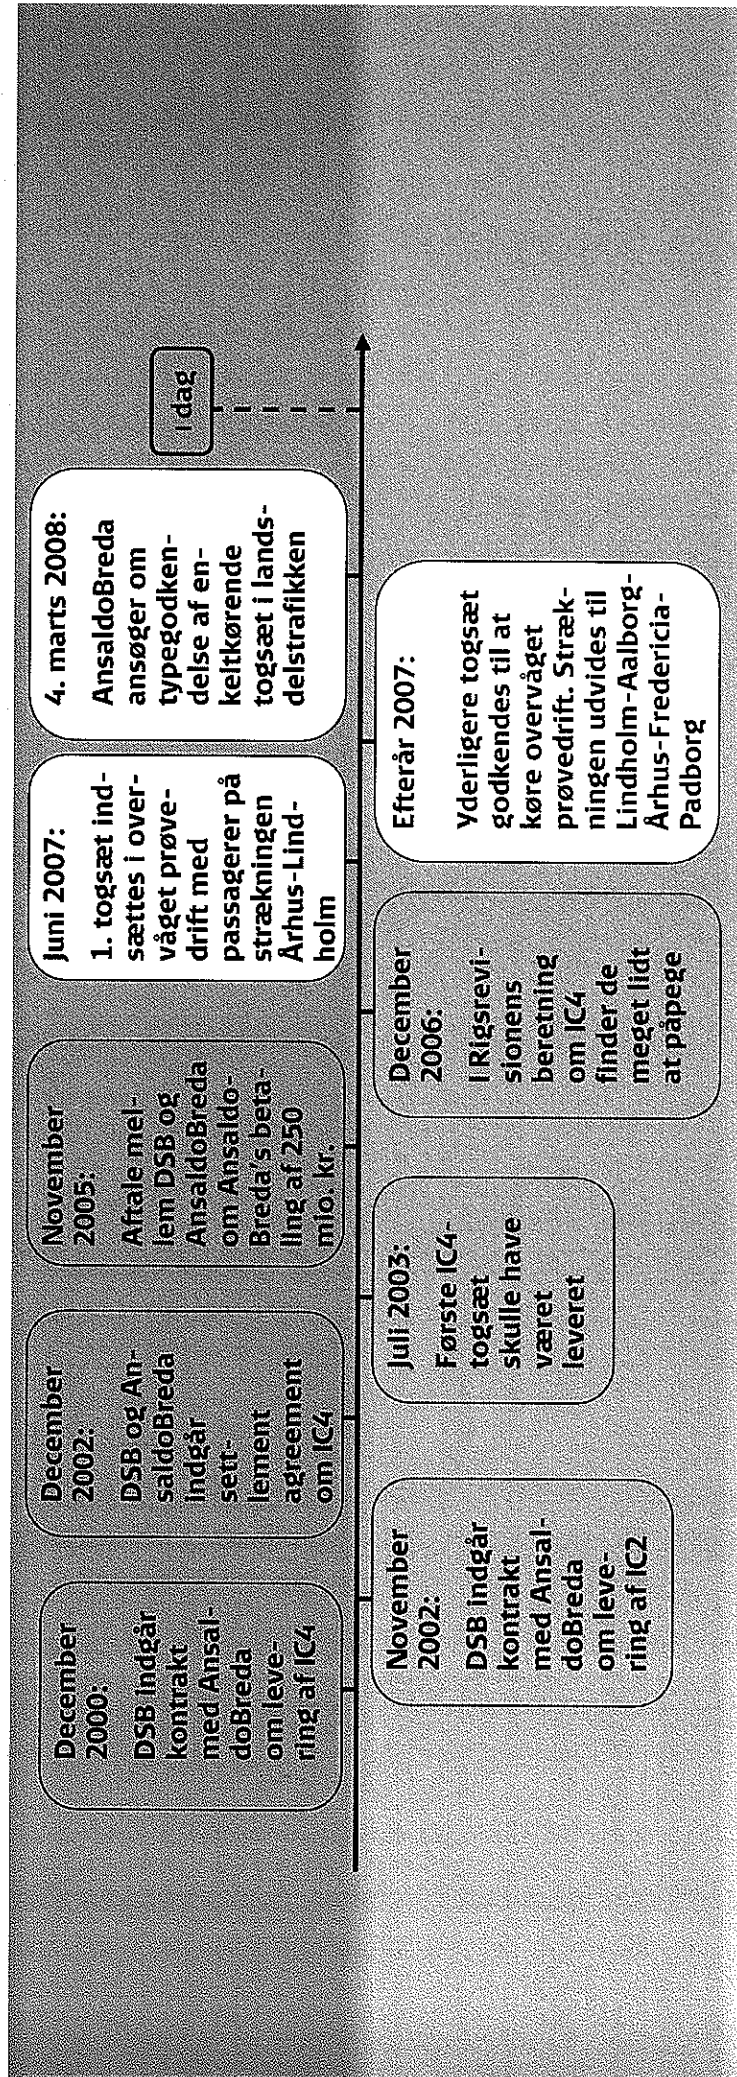 December
2000:
DSB indgår
kontrakt
med Ansal-
doBreda
om leve-
ring af IC4
November
2002:
DSB indgår
kontrakt
med Ansal-
doBreda
om leve-
ring af IC2
December
2002:
DSB og An-
saldoBreda
indgår
sett-
lement
agreement
om IC4
Juli 2003:
Første IC4-
togsæt
skulle have
været
leveret
November
2005:
Aftale mel-
lem DSB og
AnsaldoBreda
om Ansaldo-
Breda's beta-
ling af 250
mio. kr.
December
2006:
I Rigsrevi-
sionens
beretning
om IC4
finder de
meget lidt
at påpege
Juni 2007:
1. togsæt ind-
sættes i over-
våget prøve-
drift med
passagerer på
strækningen
Århus-Lind-
holm
Efterår 2007:
Yderligere togsæt
godkendes til at
køre overvåget
prøvedrift. Stræk-
ningen udvides til
Lindholm-Aalborg-
Århus-Fredericia-
Padborg
4. marts 2008:
AnsaldoBreda
ansøger om
typegodken-
delse af en-
keltkørende
togsæt i lands-
delstrafikken
I dag